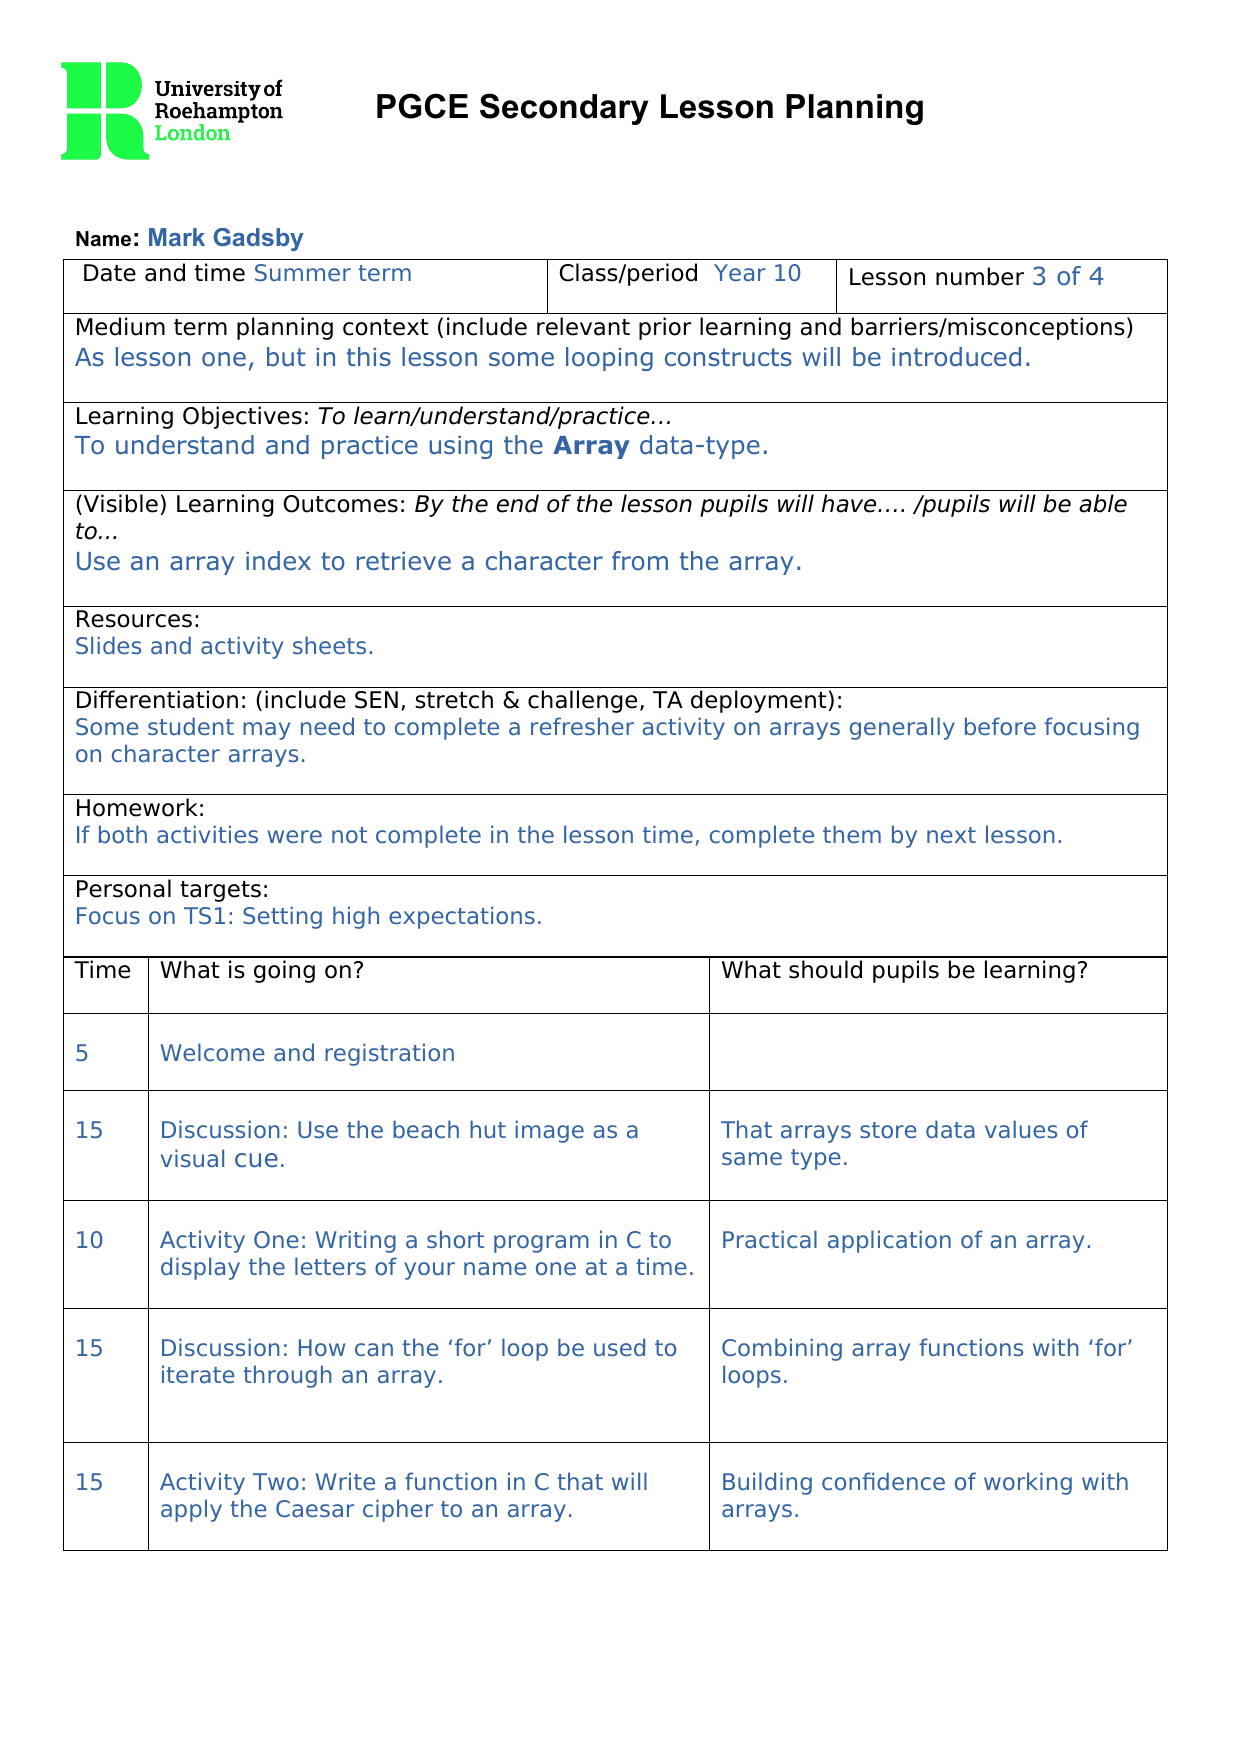 University of
Roehampton
London
PGCE Secondary Lesson Planning
Name: Mark Gadsby
Date and time Summer term
Class/period Year 10
Lesson number 3 of 4
Medium term planning context (include relevant prior learning and barriers/misconceptions)
As lesson one, but in this lesson some looping constructs will be introduced.
Learning Objectives: To learn/understand/practice…
To understand and practice using the Array data-type.
(Visible) Learning Outcomes: By the end of the lesson pupils will have…. /pupils will be able
to…
Use an array index to retrieve a character from the array.
Resources:
Slides and activity sheets.
Differentiation: (include SEN, stretch & challenge, TA deployment):
Some student may need to complete a refresher activity on arrays generally before focusing
on character arrays.
Homework:
If both activities were not complete in the lesson time, complete them by next lesson.
Personal targets:
Focus on TS1: Setting high expectations.
Time
What is going on?
What should pupils be learning?
5
Welcome and registration
15
Discussion: Use the beach hut image as a
visual cue.
That arrays store data values of
same type.
10
Activity One: Writing a short program in C to
display the letters of your name one at a time.
Practical application of an array.
15
Discussion: How can the ‘for’ loop be used to
iterate through an array.
Combining array functions with ‘for’
loops.
15
Activity Two: Write a function in C that will
apply the Caesar cipher to an array.
Building confidence of working with
arrays.